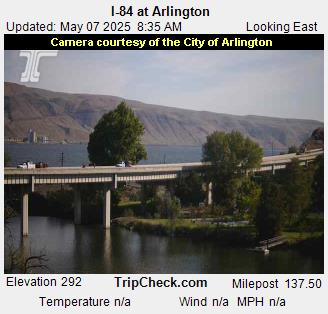 I-84 at Arlington
Updated: May 07 2025 8:35 AM Looking East
Camera courtesy of the City of Arlington
Elevation 292 TripCheck.com Milepost 137.50
Temperature n/a Wind n/a MPH n/a